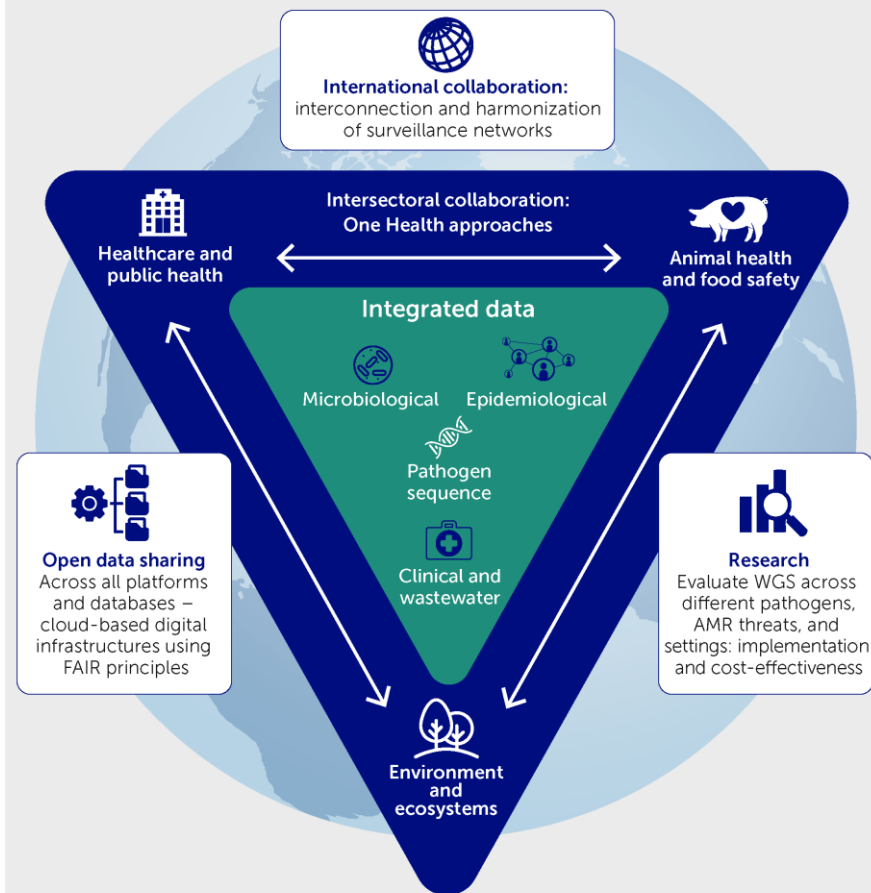 International collaboration:
interconnection and harmonization
of surveillance networks
Intersectoral collaboration:
One Health approaches
Healthcare and
public health
Animal health
and food safety
Integrated data
Microbiological
Epidemiological
Pathogen
sequence
Clinical and
wastewater
Open data sharing
Across all platforms
and databases –
cloud-based digital
infrastructures using
FAIR principles
Research
Evaluate WGS across
different pathogens,
AMR threats, and
settings: implementation
and cost-effectiveness
Environment
and
ecosystems